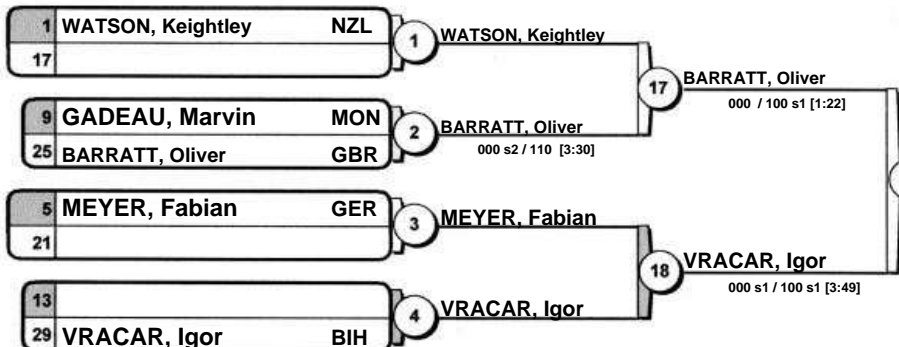 1 WATSON, Keightley NZL
17
1 WATSON, Keightley
9 GADEAU, Marvin MON
25 BARRATT, Oliver GBR
2 BARRATT, Oliver
000 s2 / 110 [3:30]
17 BARRATT, Oliver
000 / 100 s1 [1:22]
5 MEYER, Fabian GER
21
3 MEYER, Fabian
13
29 VRACAR, Igor BIH
4 VRACAR, Igor
18 VRACAR, Igor
000 s1 / 100 s1 [3:49]